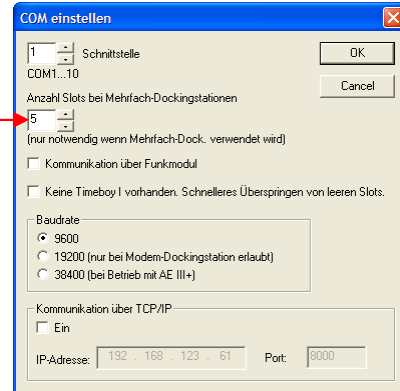 COM einstellen
1 Schnittstelle OK
COM1...10
Cancel
Anzahl Slots bei Mehrfach-Dockingstationen
5
(nur notwendig wenn Mehrfach-Dock. verwendet wird)
Kommunikation über Funkmodul
Keine Timeboy I vorhanden. Schnelleres Überspringen von leeren Slots.
Baudrate
9600
19200 (nur bei Modem-Dockingstation erlaubt)
38400 (bei Betrieb mit AE III+)
Kommunikation über TCP/IP
Ein
IP-Adresse: 192 . 168 . 123 . 61 Port: 8000